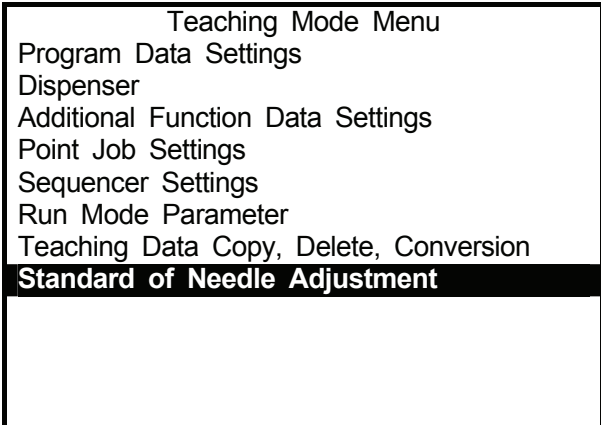 Teaching Mode Menu
Program Data Settings
Dispenser
Additional Function Data Settings
Point Job Settings
Sequencer Settings
Run Mode Parameter
Teaching Data Copy, Delete, Conversion
Standard of Needle Adjustment